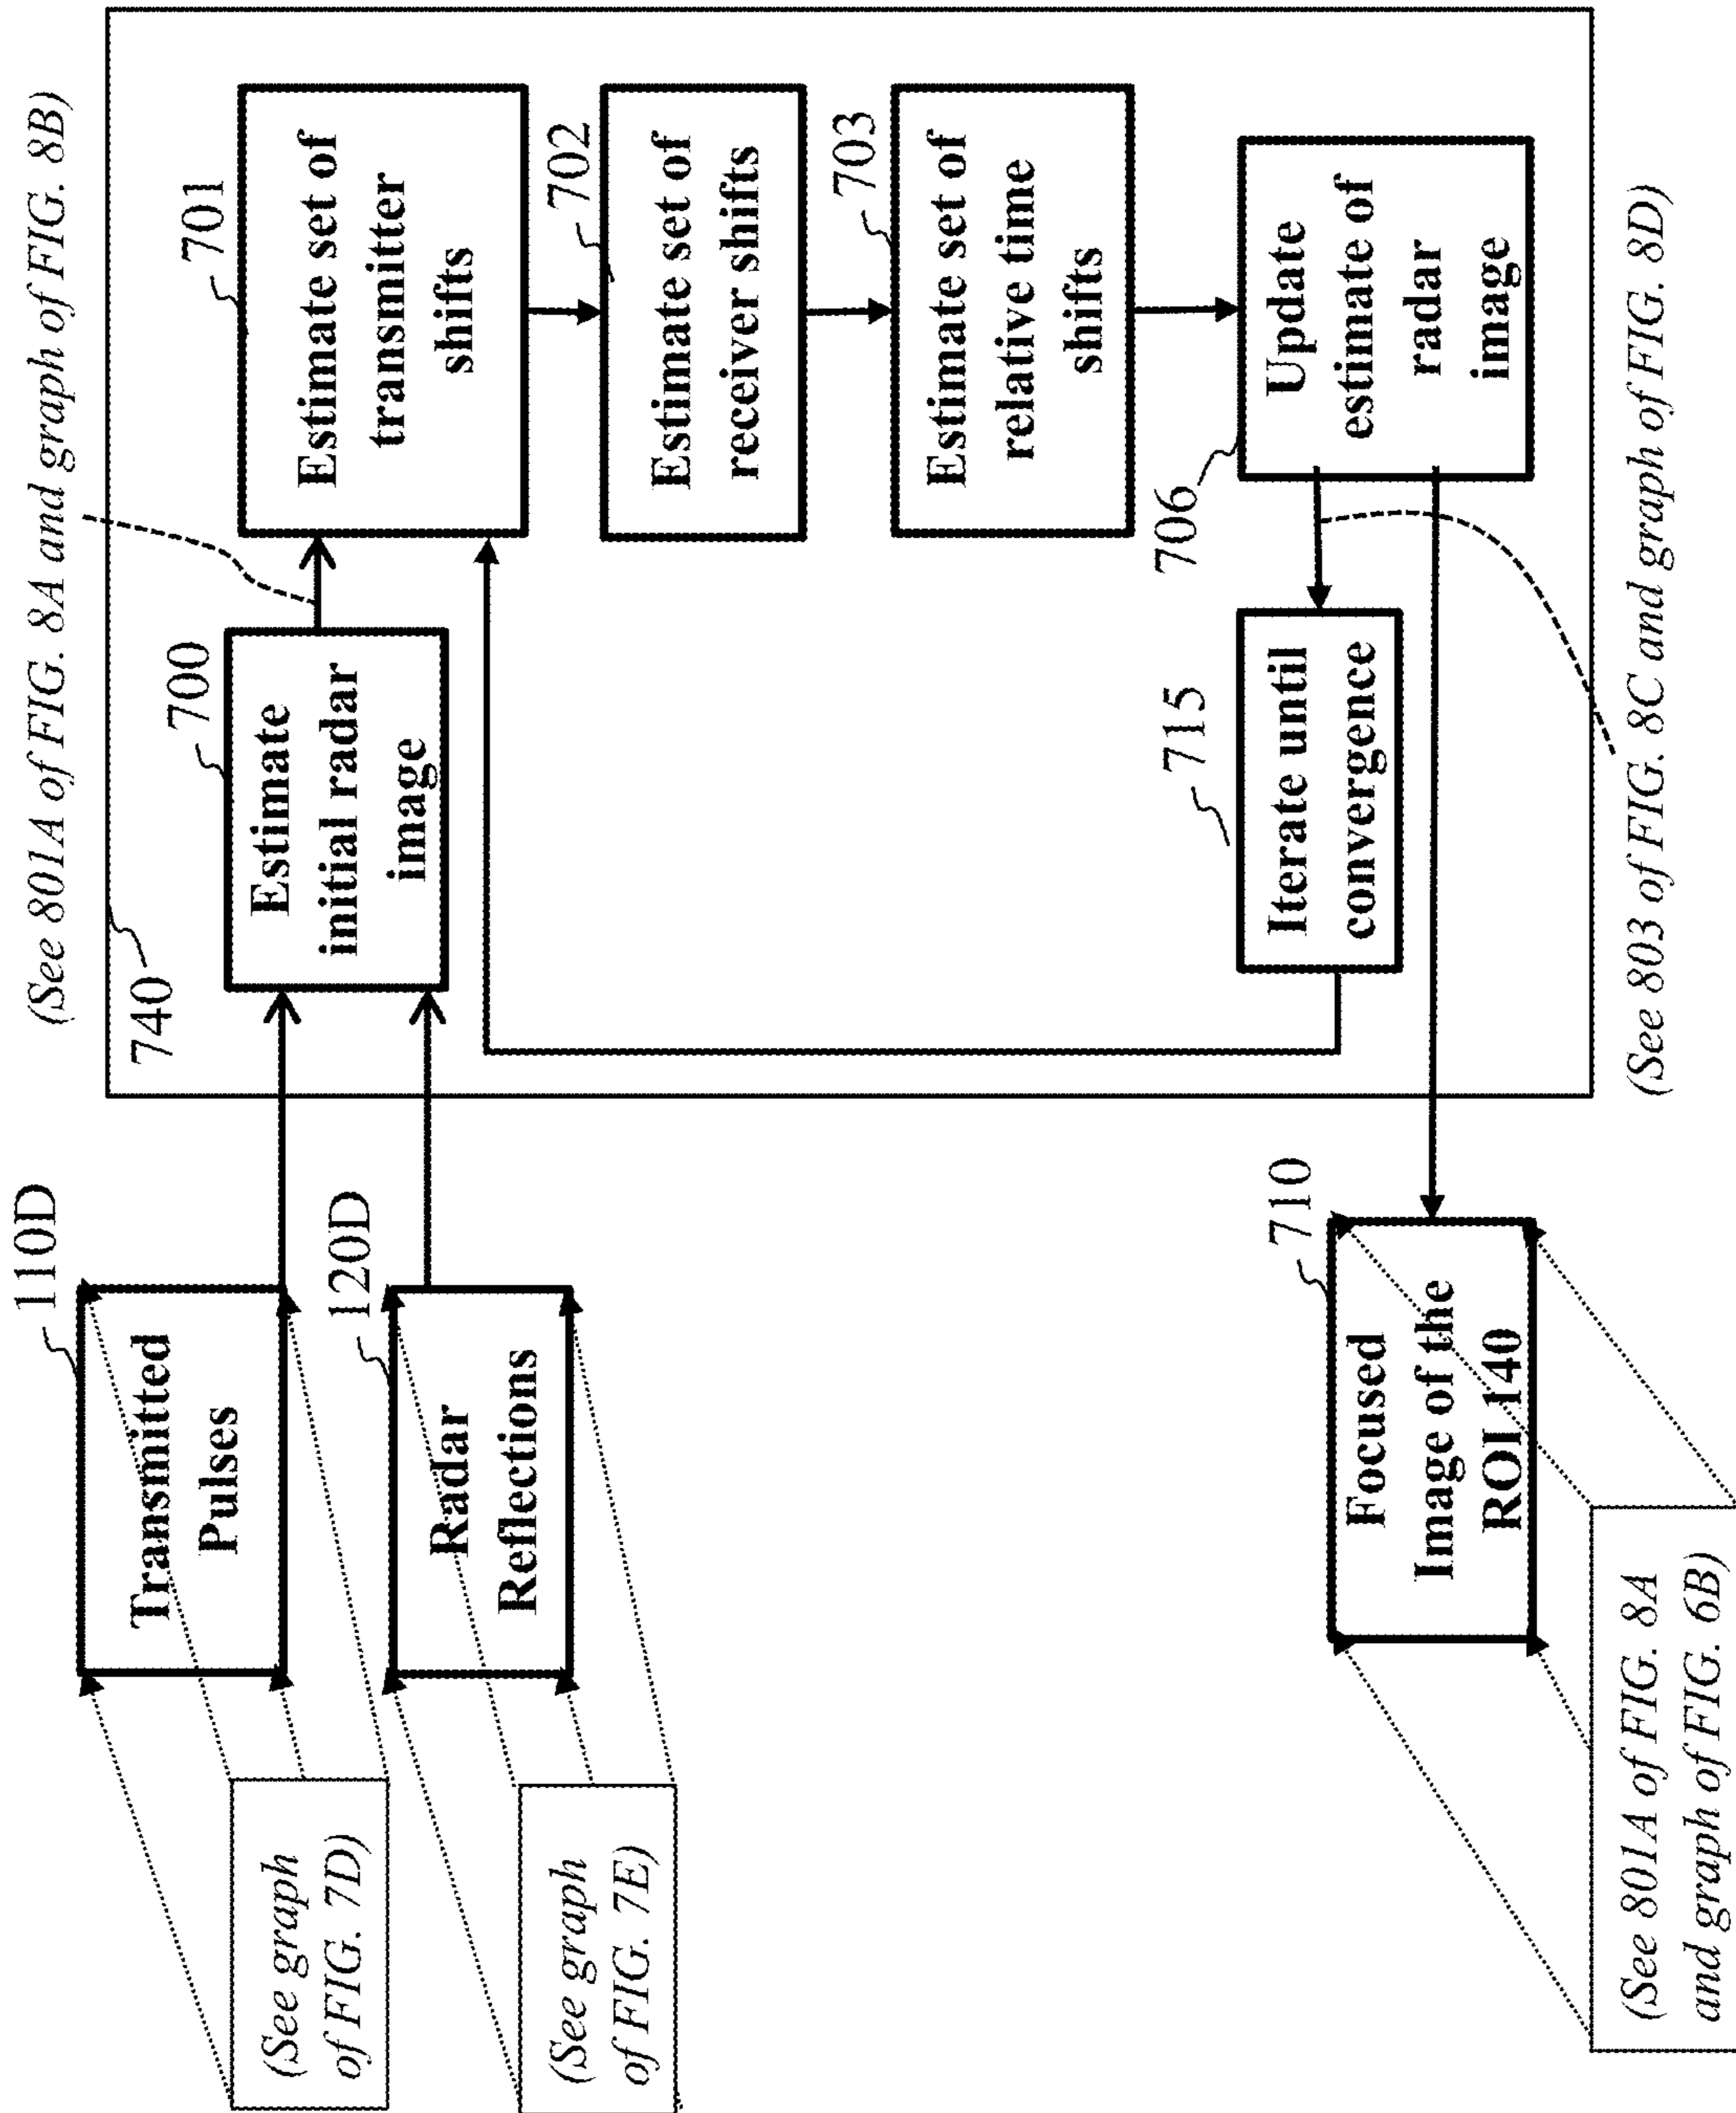 (See 801A of FIG. 8A and graph of FIG. 8B)
740
110D
Transmitted
Pulses
(See graph
of FIG. 7D)
120D
Radar
Reflections
(See graph
of FIG. 7E)
700
Estimate
initial radar
image
701
Estimate set of
transmitter
shifts
702
Estimate set of
receiver shifts
703
Estimate set of
relative time
shifts
706
Update
estimate of
radar
image
715
Iterate until
convergence
710
Focused
Image of the
ROI 140
(See 801A of FIG. 8A
and graph of FIG. 6B)
(See 803 of FIG. 8C and graph of FIG. 8D)